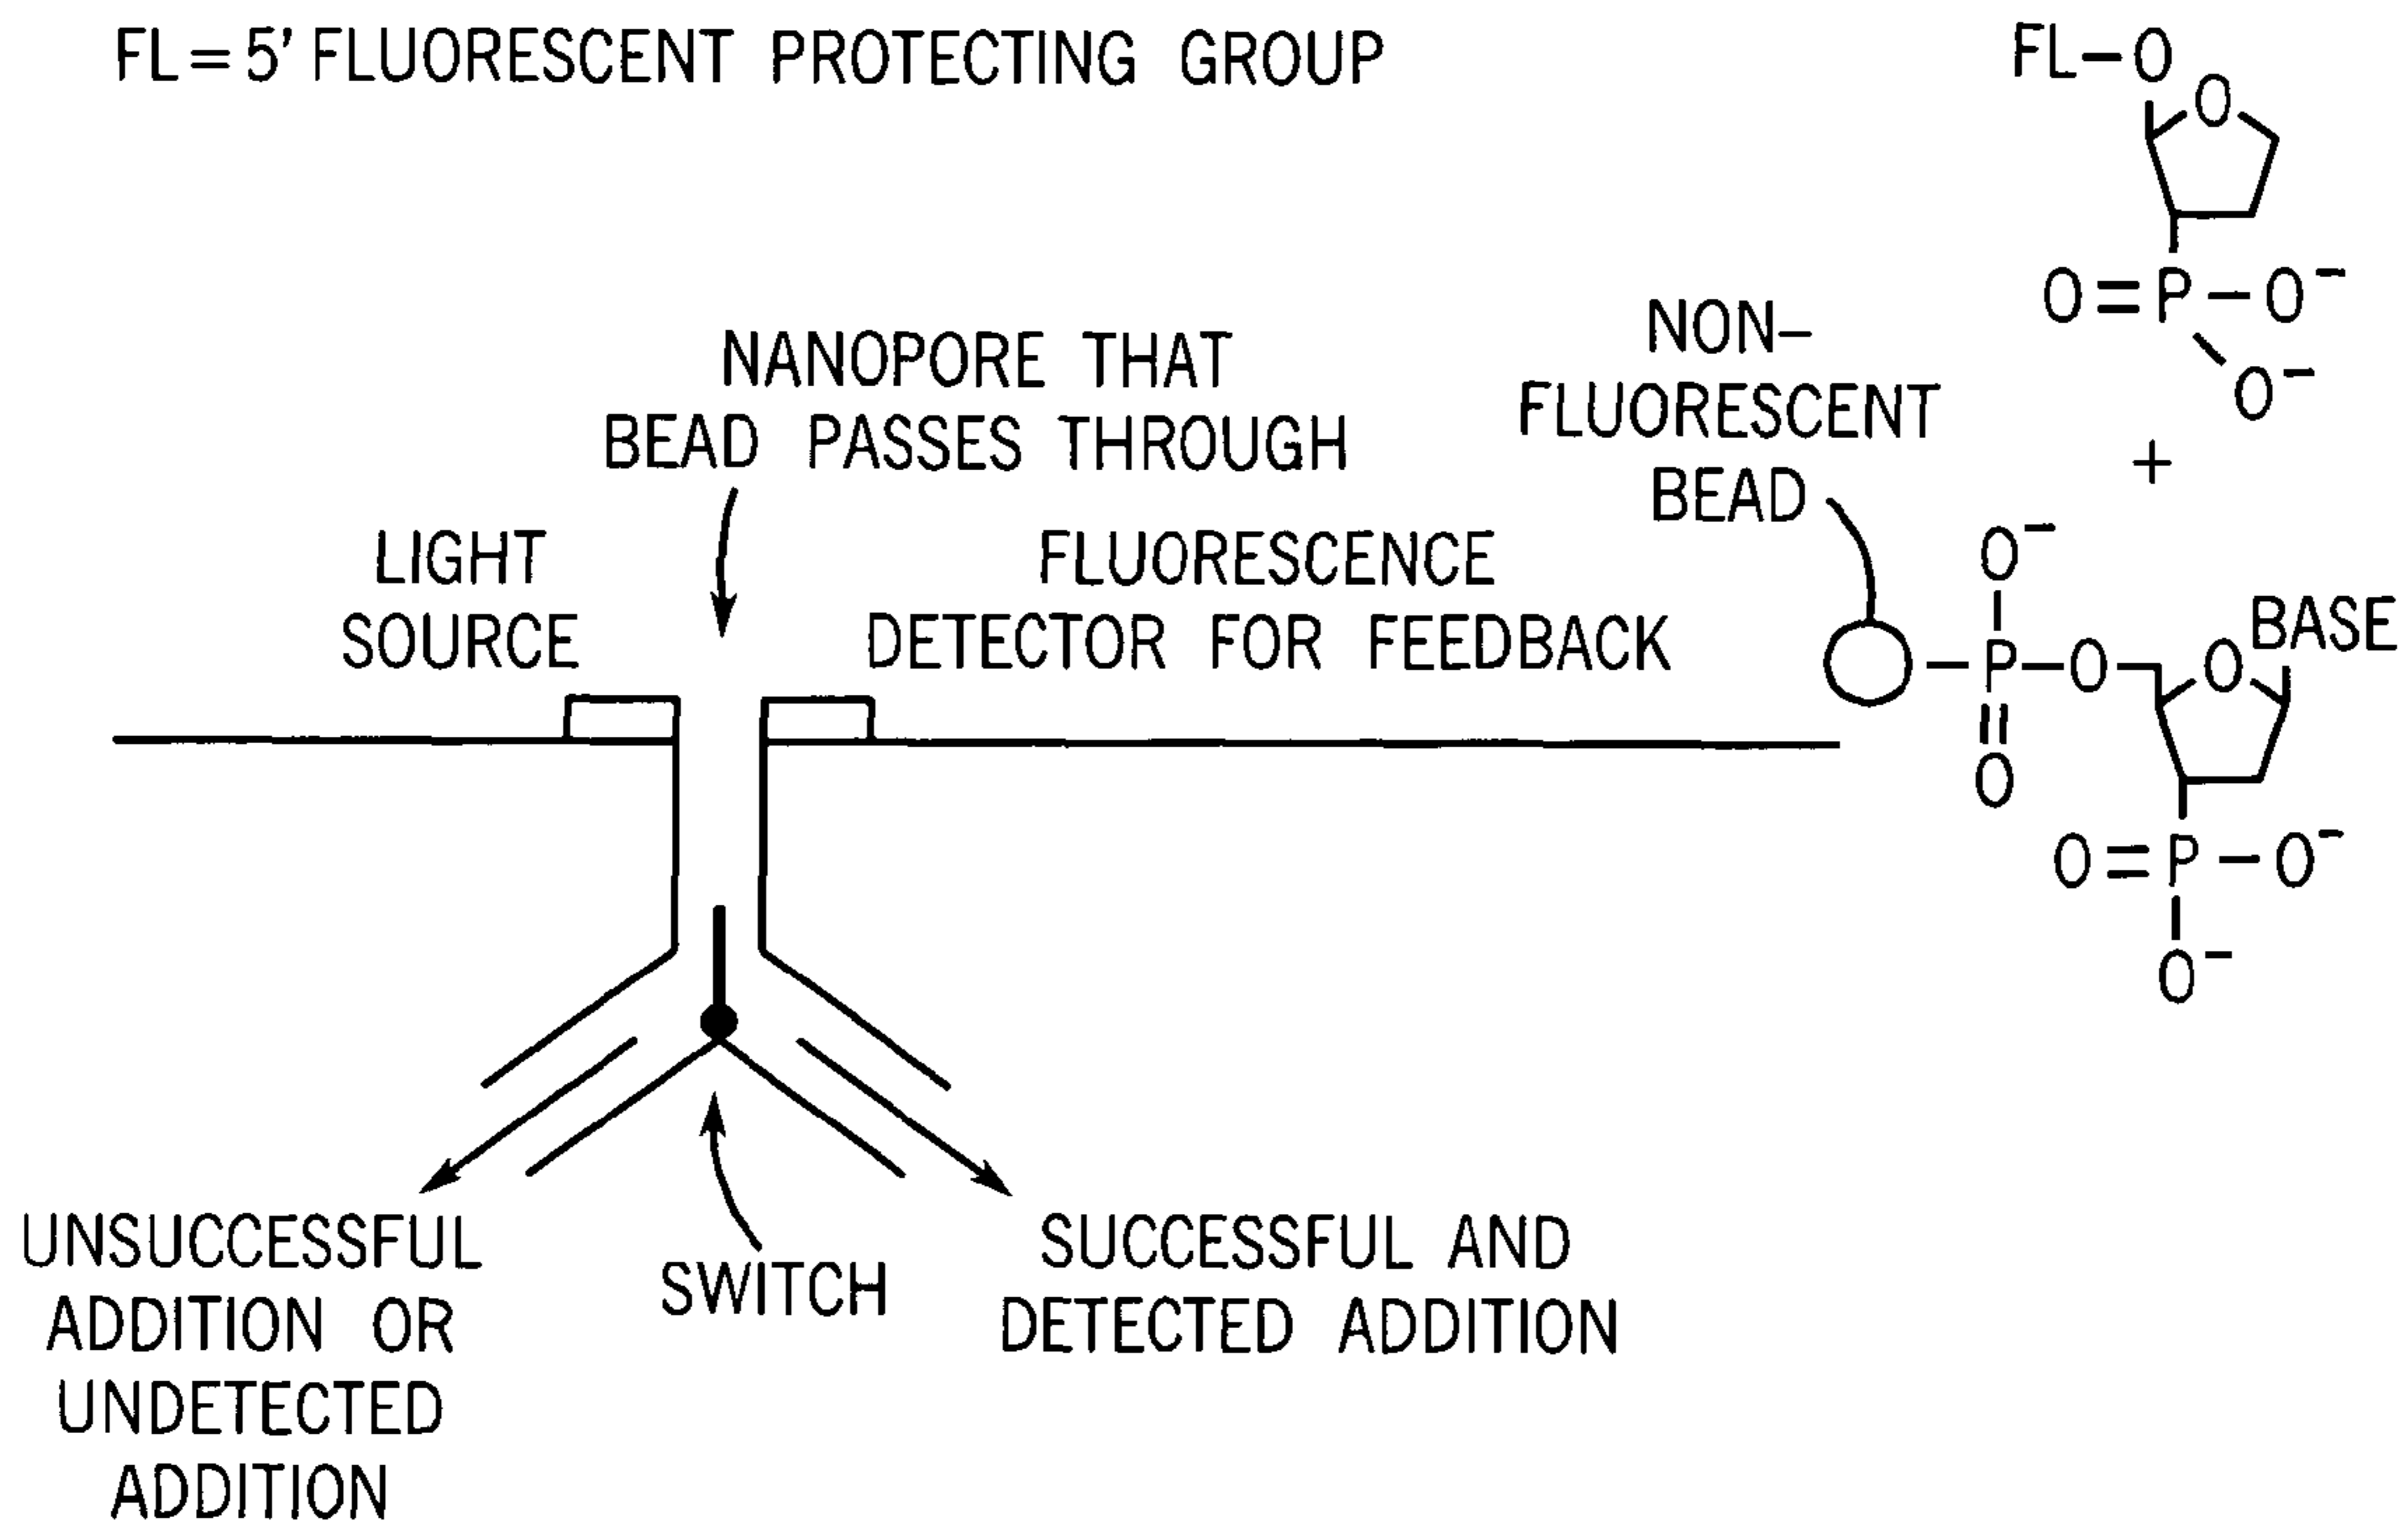 FL = 5' FLUORESCENT PROTECTING GROUP
FL-O
O
O=P-O⁻
O⁻
+
NANOPORE THAT
BEAD PASSES THROUGH
NON-
FLUORESCENT
BEAD
LIGHT
SOURCE
FLUORESCENCE
DETECTOR FOR FEEDBACK
O⁻
BASE
P-O
O
O
O=P-O⁻
O⁻
UNSUCCESSFUL
ADDITION OR
UNDETECTED
ADDITION
SWITCH
SUCCESSFUL AND
DETECTED ADDITION